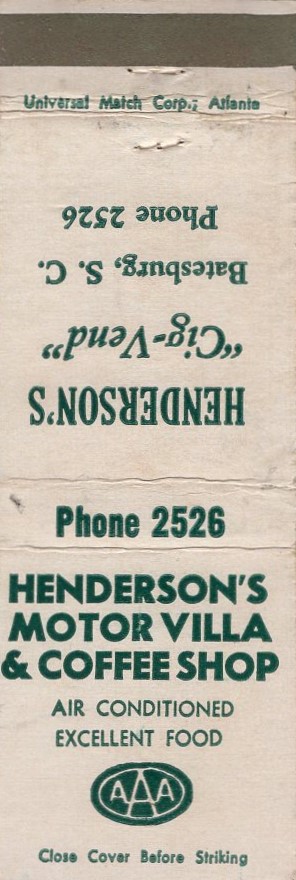 Universal Match Corp., Atlanta
HENDERSON'S
"Cig-Vend"
Batesburg, S. C.
Phone 2526
Phone 2526
HENDERSON'S
MOTOR VILLA
& COFFEE SHOP
AIR CONDITIONED
EXCELLENT FOOD
AAA
Close Cover Before Striking